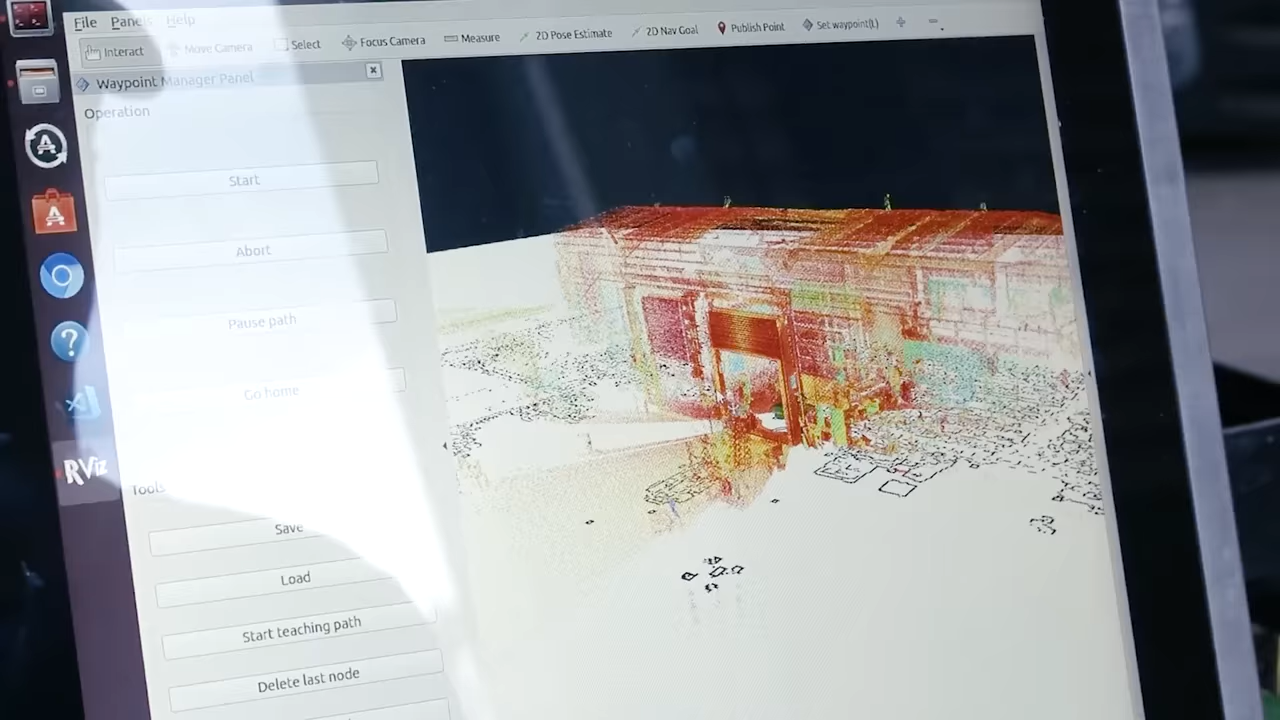 File Panels Help
Interact Move Camera Select Focus Camera Measure 2D Pose Estimate 2D Nav Goal Publish Point Set waypoint(L)
Waypoint Manager Panel
Operation
Start
Abort
Pause path
Go home
RViz
Tools
Save
Load
Start teaching path
Delete last node